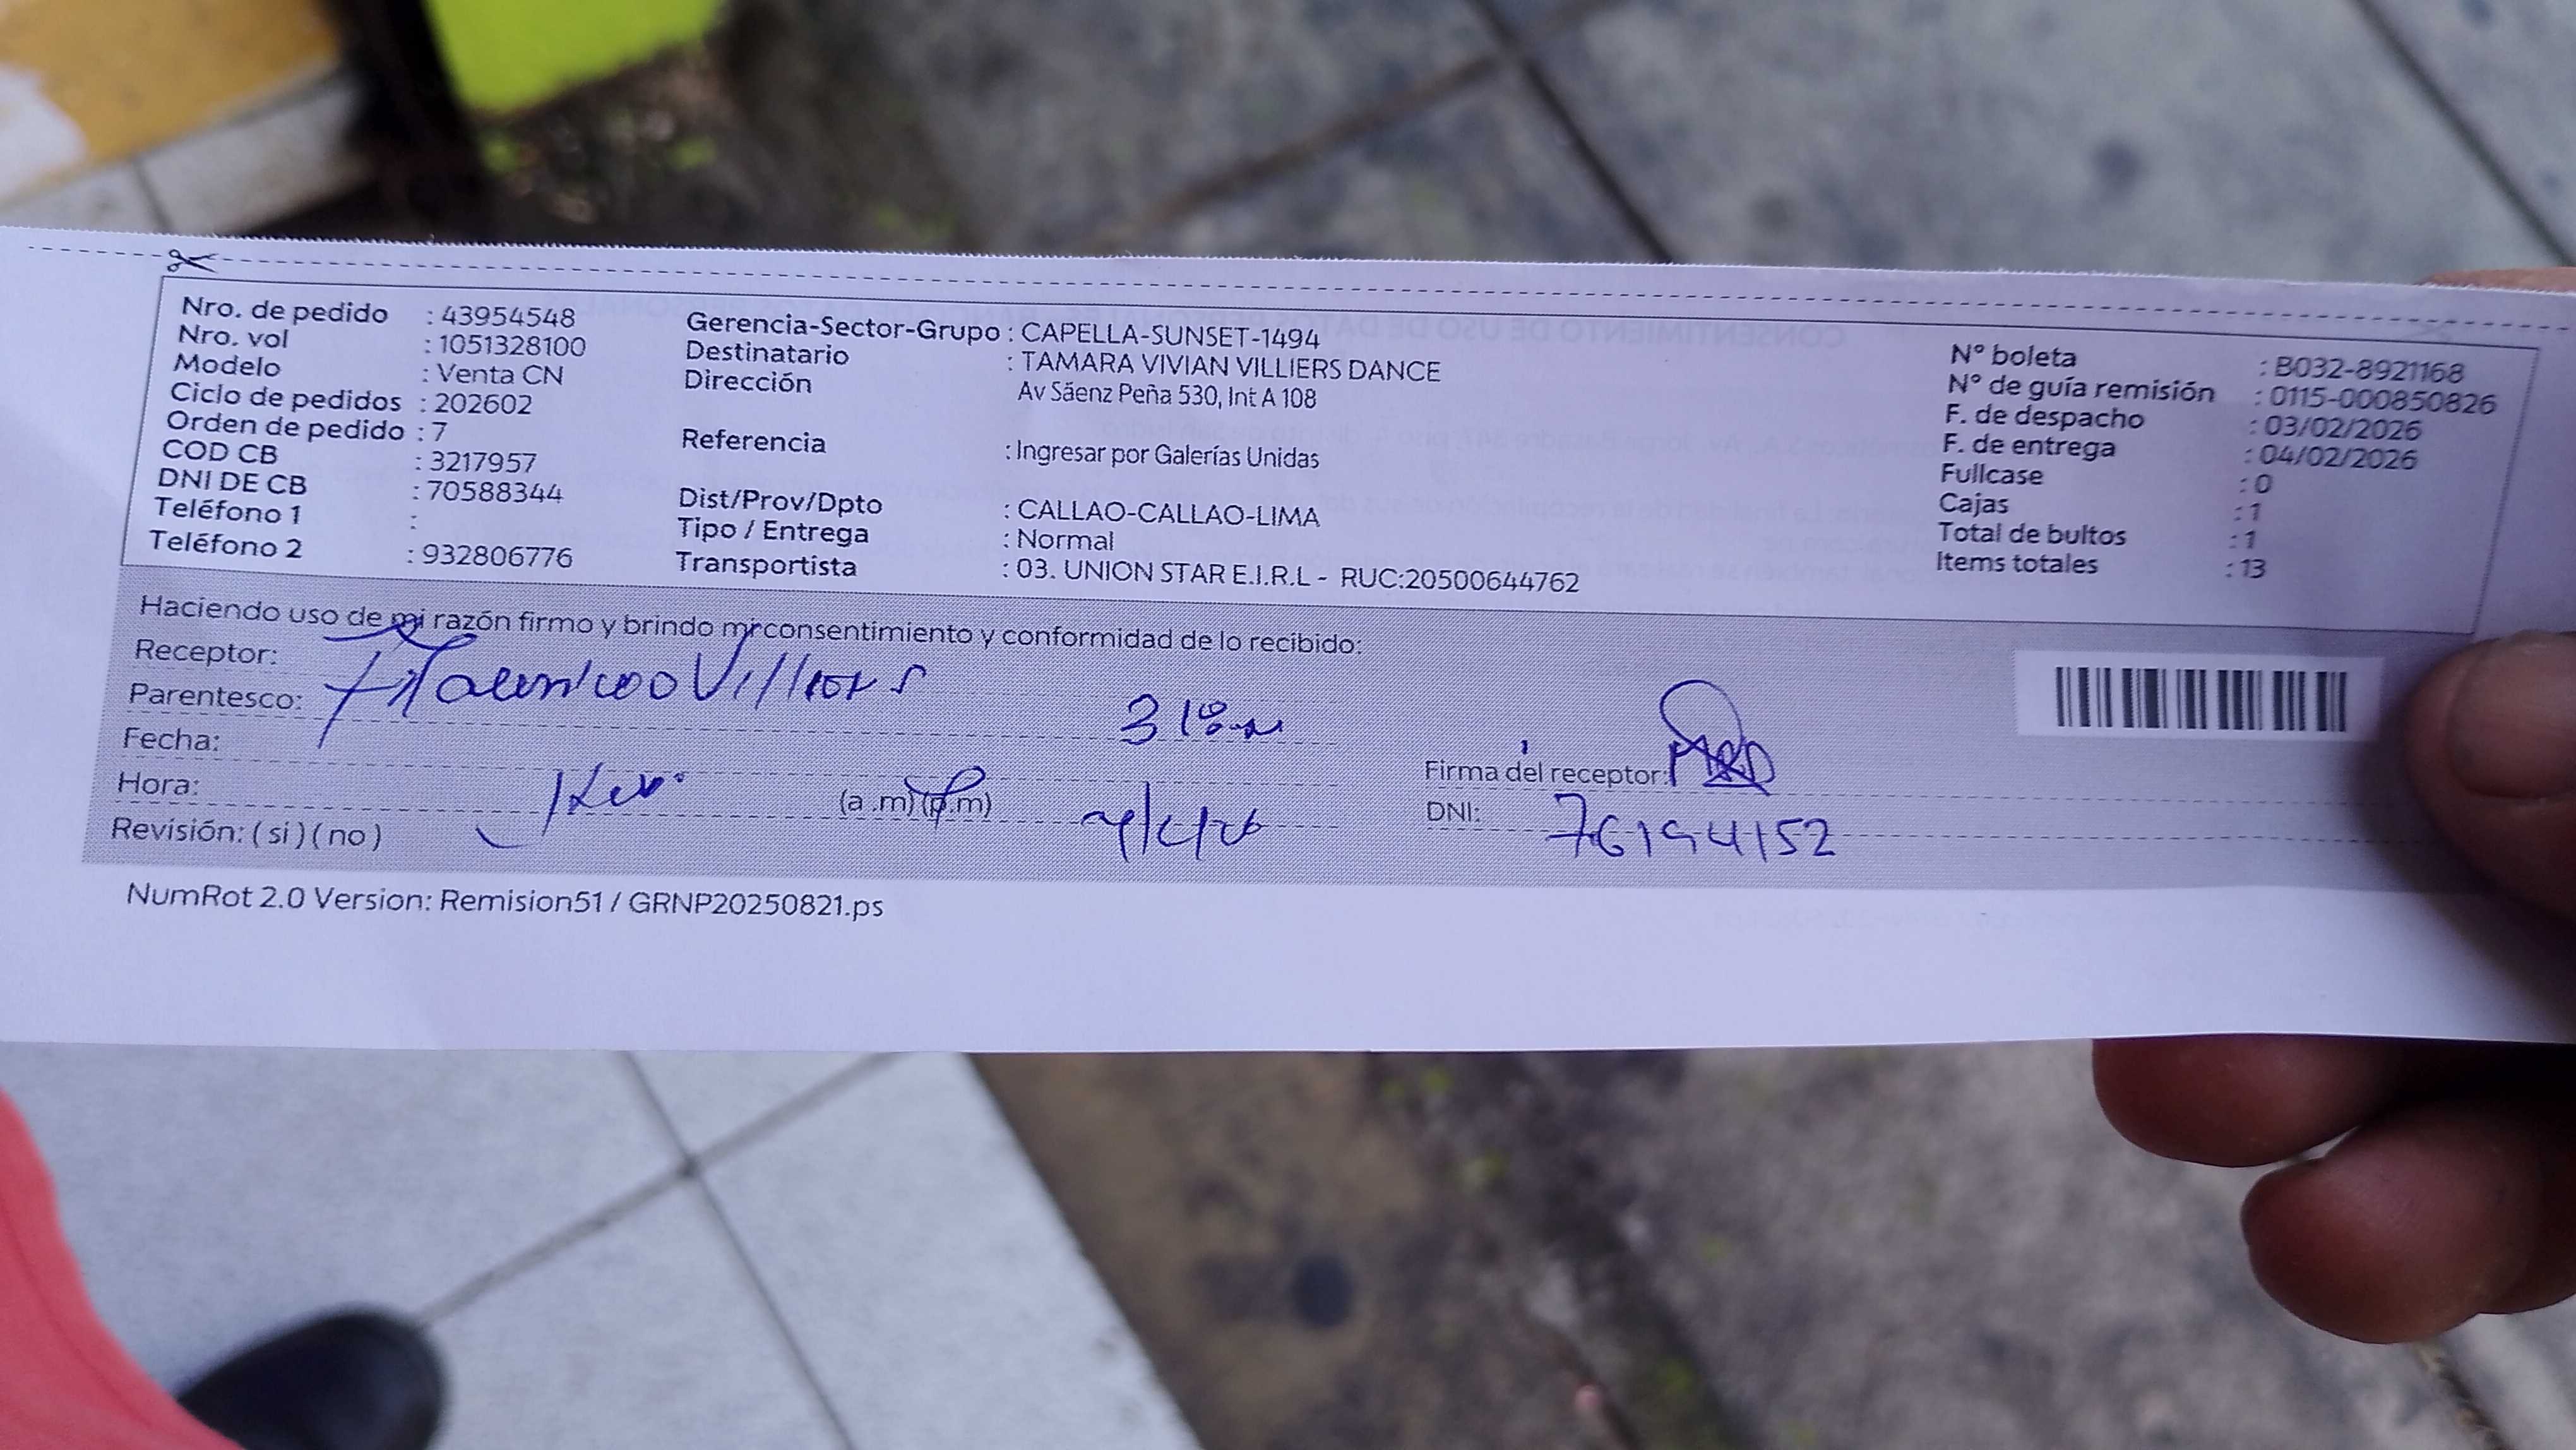 Nro. de pedido : 43954548
Nro. vol : 1051328100
Modelo : Venta CN
Ciclo de pedidos : 202602
Orden de pedido : 7
COD CB : 3217957
DNI DE CB : 70588344
Teléfono 1 :
Teléfono 2 : 932806776
Gerencia-Sector-Grupo : CAPELLA-SUNSET-1494
Destinatario : TAMARA VIVIAN VILLIERS DANCE
Dirección Av Sáenz Peña 530, Int A 108
Referencia : Ingresar por Galerías Unidas
Dist/Prov/Dpto : CALLAO-CALLAO-LIMA
Tipo / Entrega : Normal
Transportista : 03. UNION STAR E.I.R.L - RUC:20500644762
N° boleta : B032-8921168
N° de guía remisión : 0115-000850826
F. de despacho : 03/02/2026
F. de entrega : 04/02/2026
Fullcase : 0
Cajas : 1
Total de bultos : 1
Items totales : 13
Haciendo uso de mi razón firmo y brindo mi consentimiento y conformidad de lo recibido:
Receptor:
Parentesco: Villiers
Fecha:
Hora: (a.m) (p.m)
Revisión: ( si ) ( no )
Firma del receptor:
DNI: 76194152
NumRot 2.0 Version: Remision51 / GRNP20250821.ps